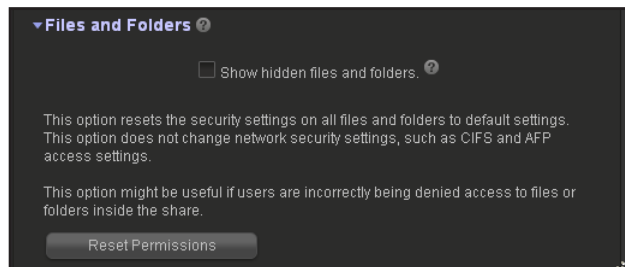 Files and Folders ?
Show hidden files and folders. ?
This option resets the security settings on all files and folders to default settings.
This option does not change network security settings, such as CIFS and AFP
access settings.
This option might be useful if users are incorrectly being denied access to files or
folders inside the share.
Reset Permissions